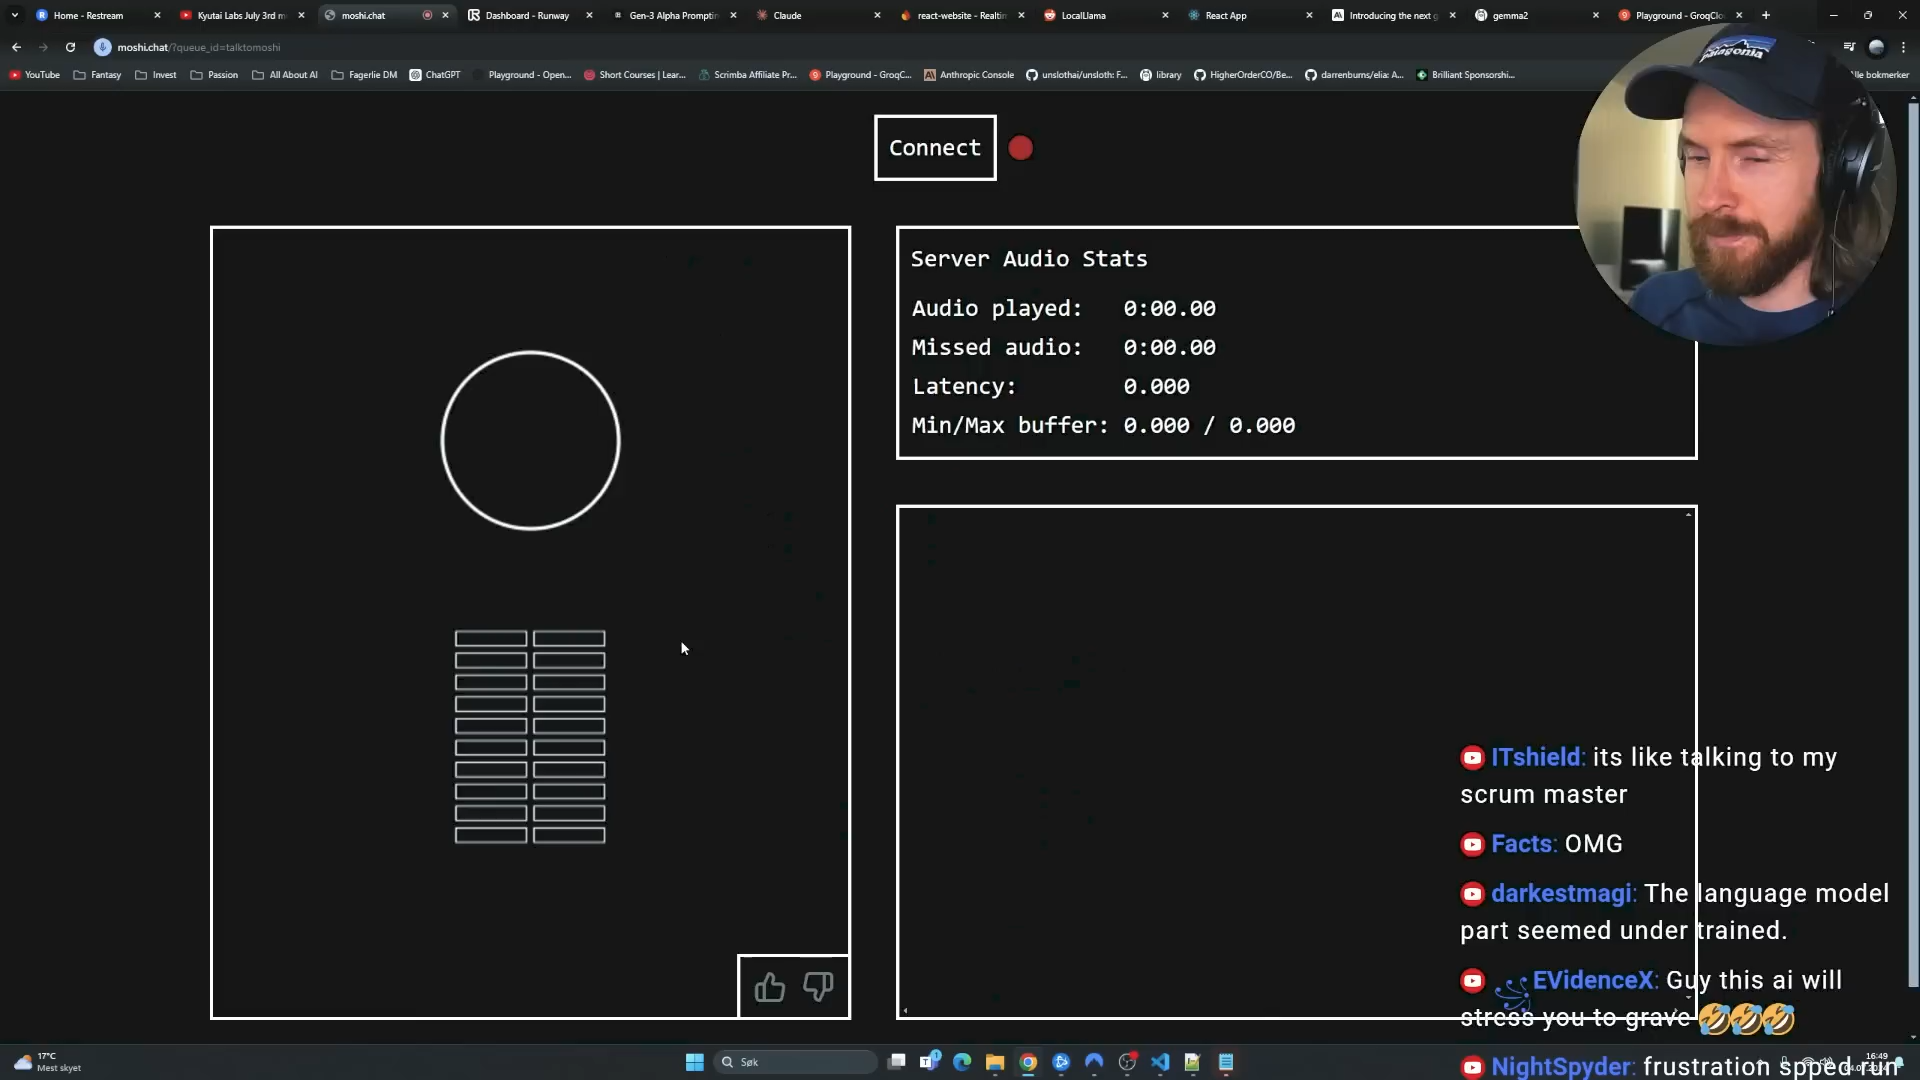 Home - Restream
Kyutai Labs July 3rd m
moshi.chat
Dashboard - Runway
Gen-3 Alpha Promptin
Claude
react-website - Realtin
LocalLlama
React App
Introducing the next g
gemma2
Playground - GroqClo
moshi.chat/?queue_id=talktomoshi
YouTube
Fantasy
Invest
Passion
All About AI
Fagerlie DM
ChatGPT
Playground - Open...
Short Courses | Lear...
Scrimba Affiliate Pr...
Playground - GroqC...
Anthropic Console
unslothai/unsloth: F...
library
HigherOrderCO/Be...
darrenburns/elia: A...
Brilliant Sponsorshi...
lle bokmerker
patagonia
Connect
Server Audio Stats
Audio played: 0:00.00
Missed audio: 0:00.00
Latency: 0.000
Min/Max buffer: 0.000 / 0.000
ITshield: its like talking to my
scrum master
Facts: OMG
darkestmagi: The language model
part seemed under trained.
EVidenceX: Guy this ai will
stress you to grave 🤣🤣🤣
NightSpyder: frustration spped run
17°C
Mest skyet
Søk
16:49